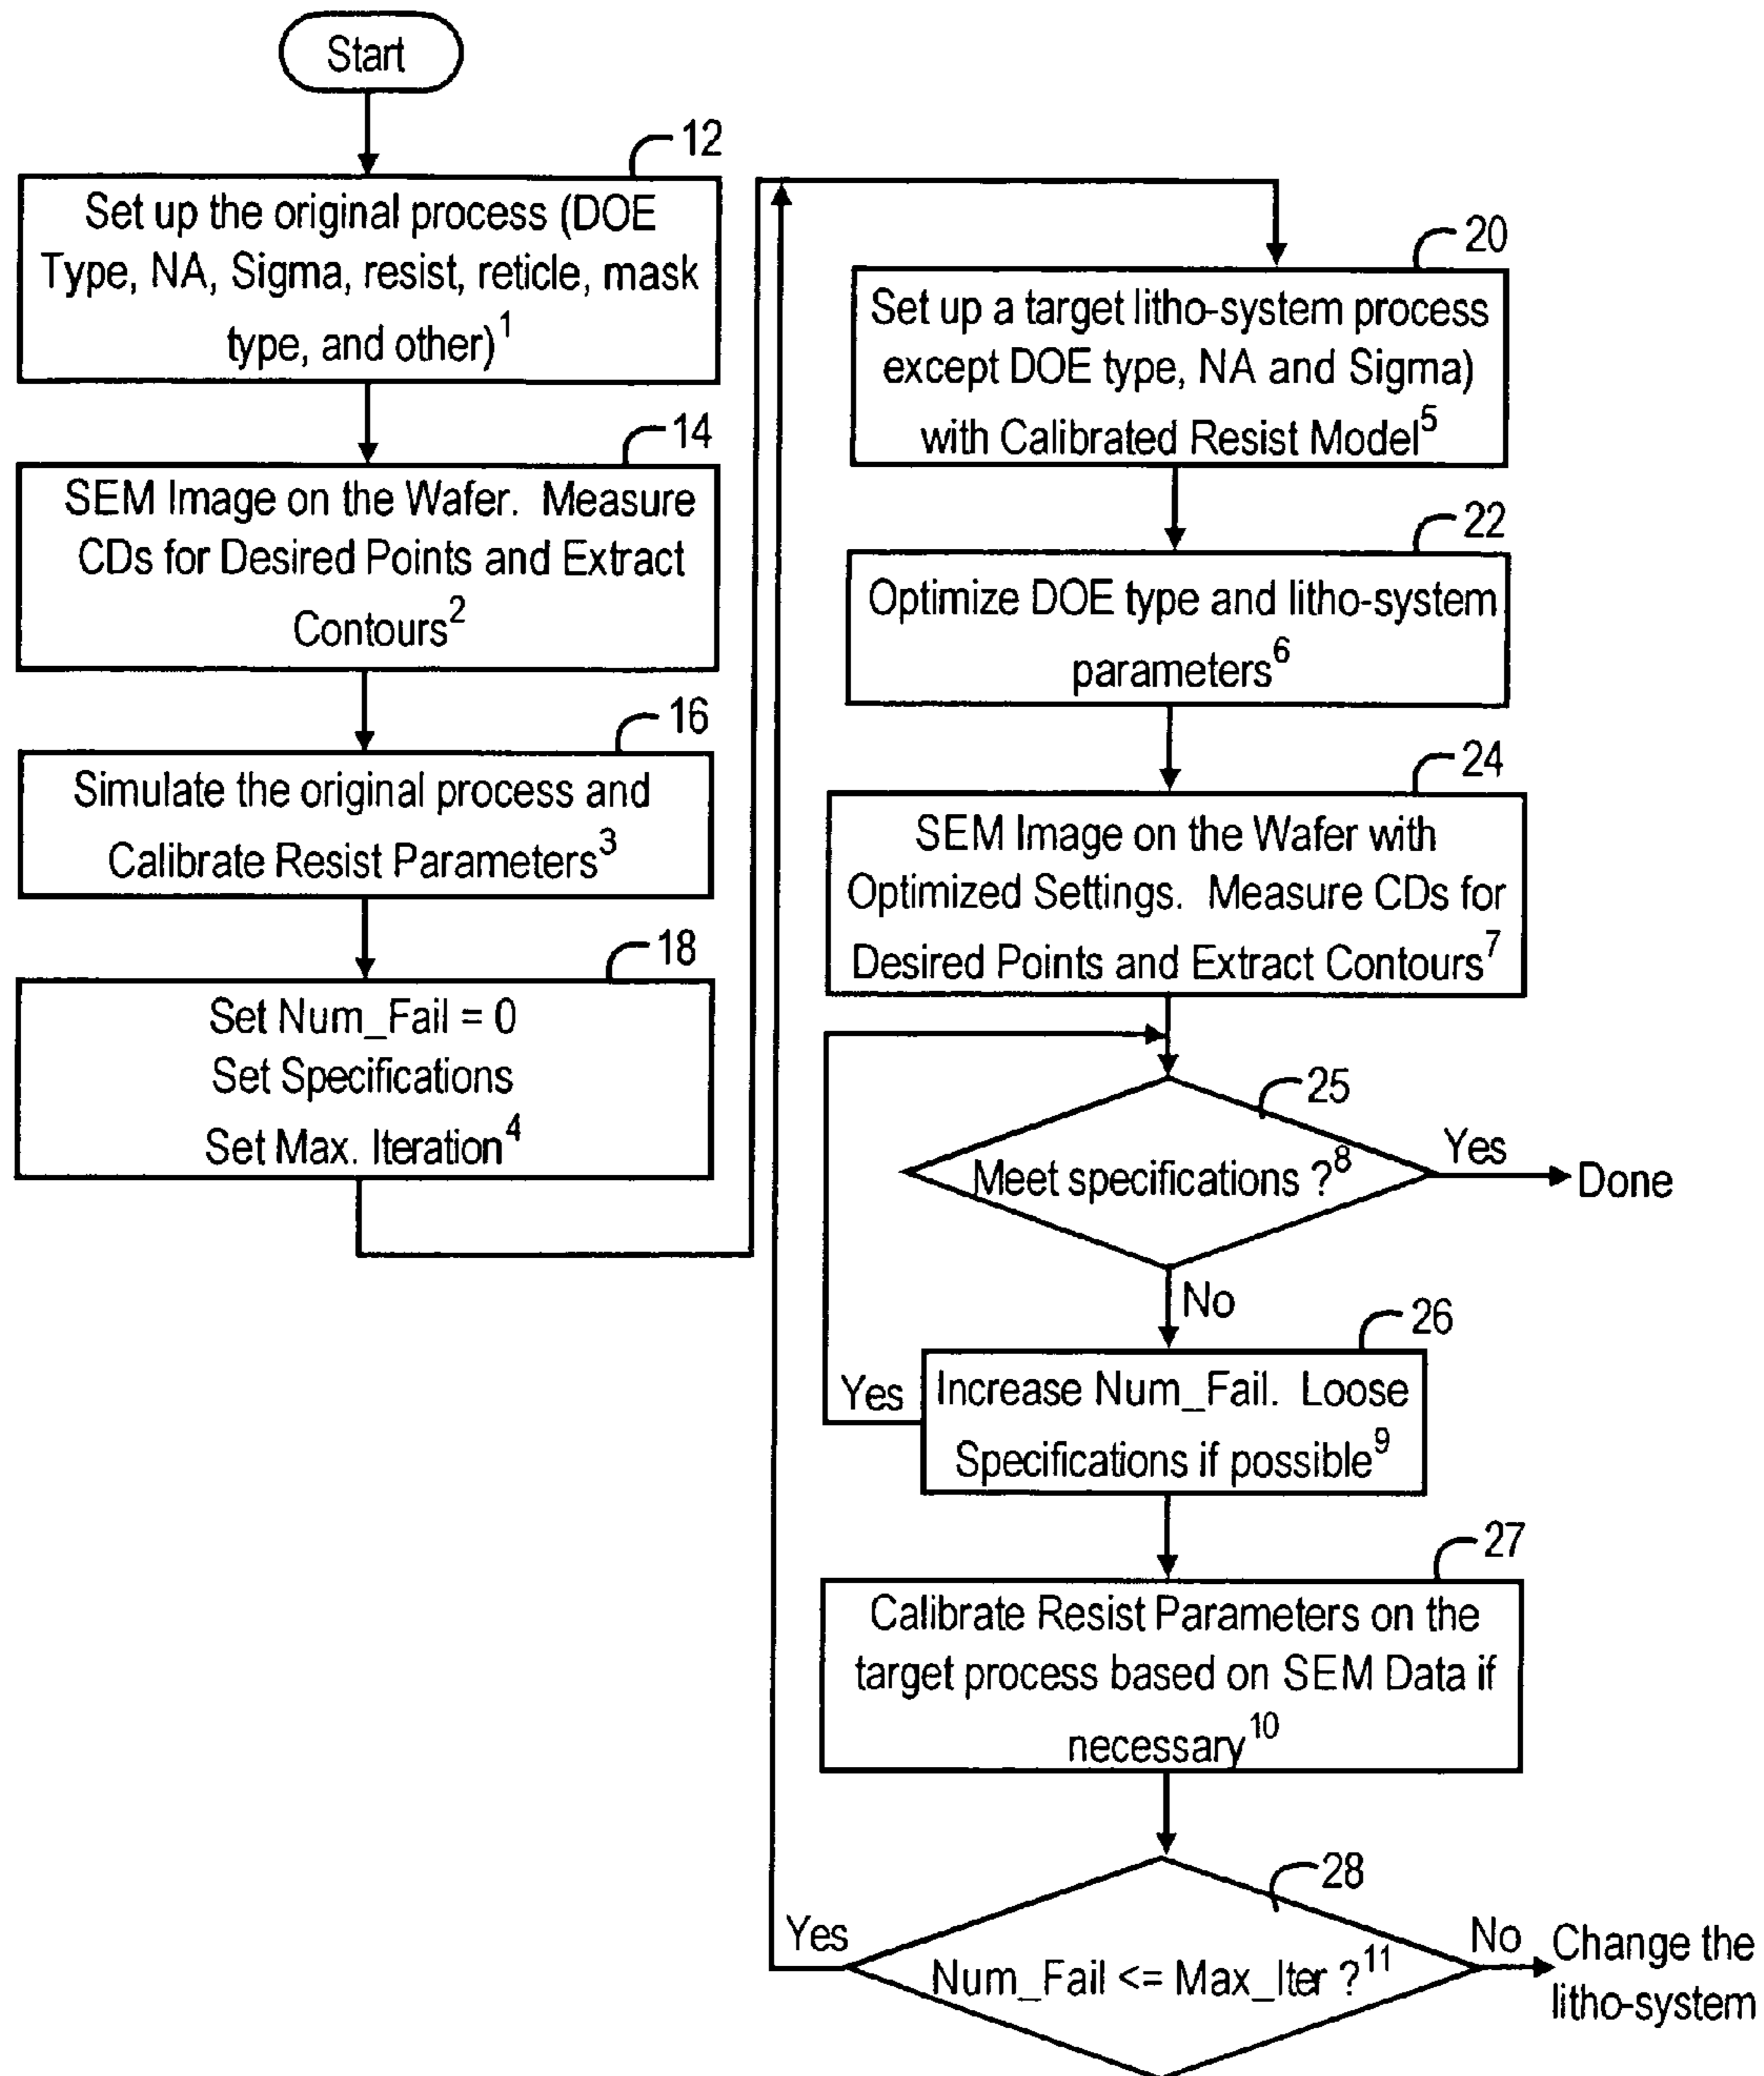 Start
12
Set up the original process (DOE
Type, NA, Sigma, resist, reticle, mask
type, and other)1
14
SEM Image on the Wafer. Measure
CDs for Desired Points and Extract
Contours2
16
Simulate the original process and
Calibrate Resist Parameters3
18
Set Num_Fail = 0
Set Specifications
Set Max. Iteration4
20
Set up a target litho-system process
except DOE type, NA and Sigma)
with Calibrated Resist Model5
22
Optimize DOE type and litho-system
parameters6
24
SEM Image on the Wafer with
Optimized Settings. Measure CDs for
Desired Points and Extract Contours7
25
Meet specifications ?8
Yes
Done
No
26
Yes
Increase Num_Fail. Loose
Specifications if possible9
27
Calibrate Resist Parameters on the
target process based on SEM Data if
necessary10
28
Yes
Num_Fail <= Max_Iter ?11
No
Change the
litho-system